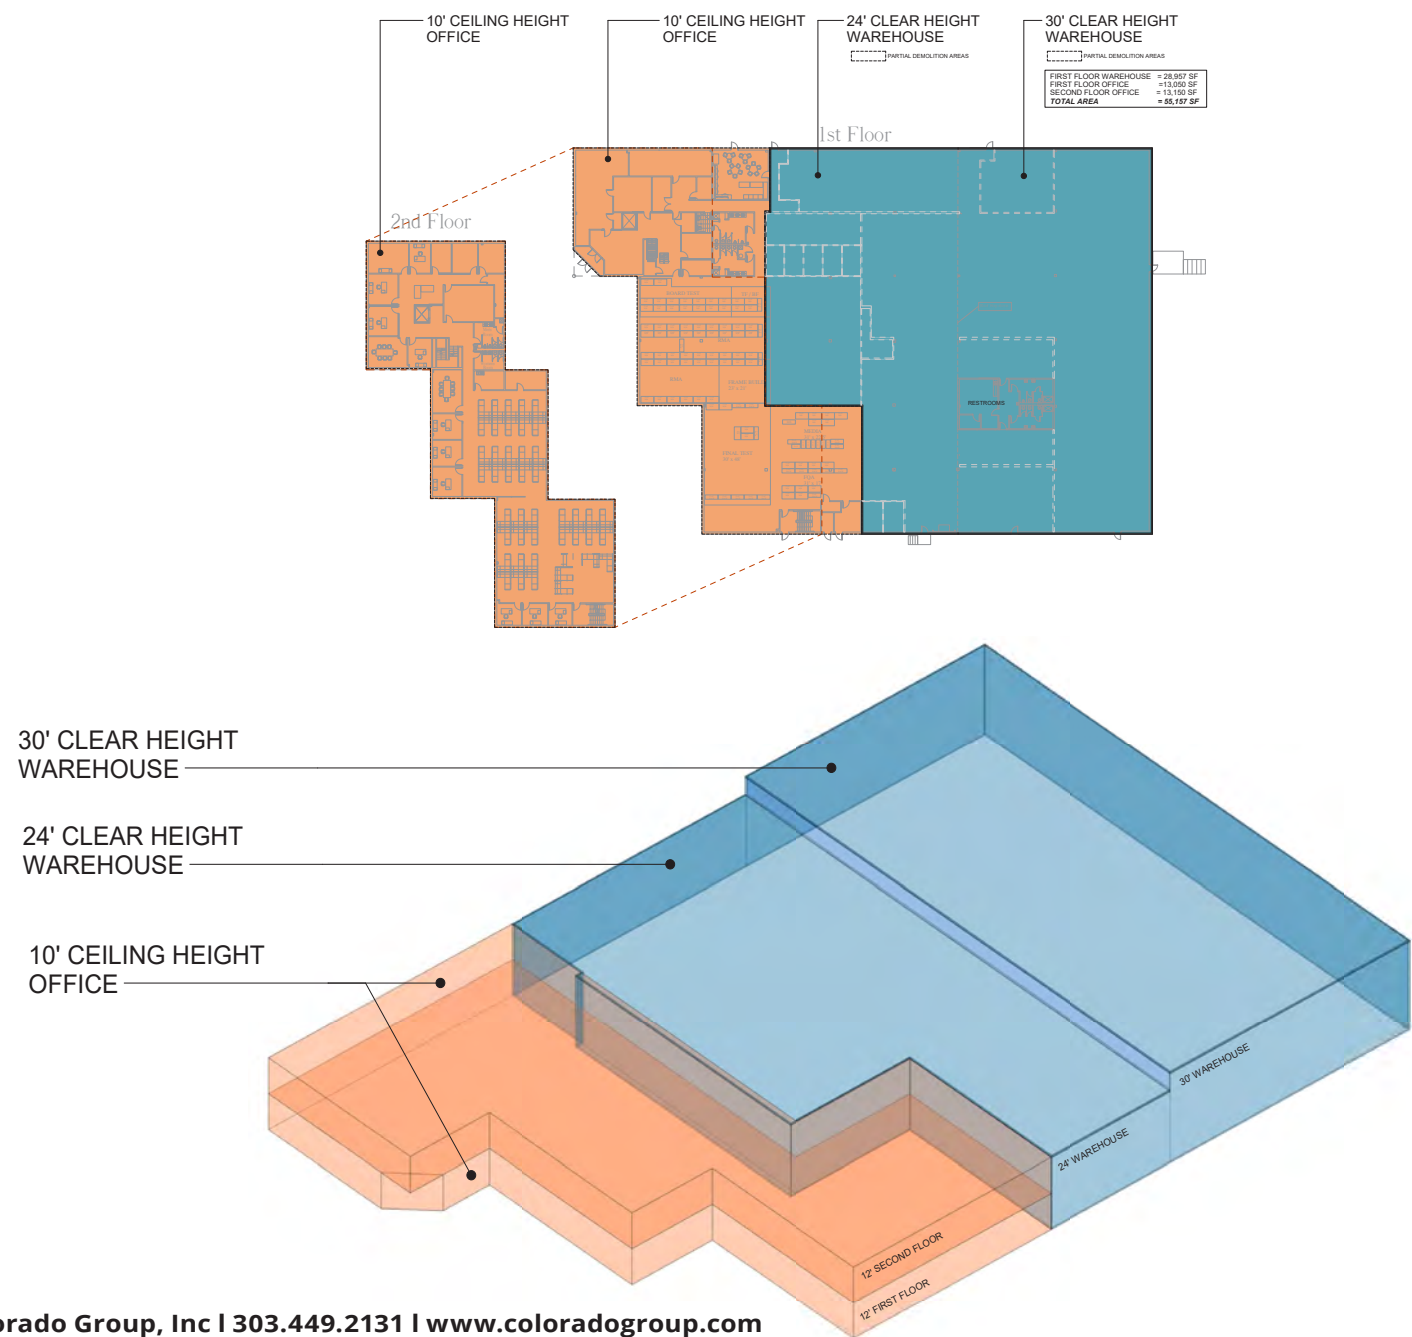 10' CEILING HEIGHT
OFFICE
10' CEILING HEIGHT
OFFICE
24' CLEAR HEIGHT
WAREHOUSE
PARTIAL DEMOLITION AREAS
30' CLEAR HEIGHT
WAREHOUSE
PARTIAL DEMOLITION AREAS
FIRST FLOOR WAREHOUSE = 28,957 SF
FIRST FLOOR OFFICE =13,050 SF
SECOND FLOOR OFFICE = 13,150 SF
TOTAL AREA = 55,157 SF
1st Floor
2nd Floor
RESTROOMS
30' CLEAR HEIGHT
WAREHOUSE
24' CLEAR HEIGHT
WAREHOUSE
10' CEILING HEIGHT
OFFICE
30' WAREHOUSE
24' WAREHOUSE
12' SECOND FLOOR
12' FIRST FLOOR
orado Group, Inc l 303.449.2131 l www.coloradogroup.com